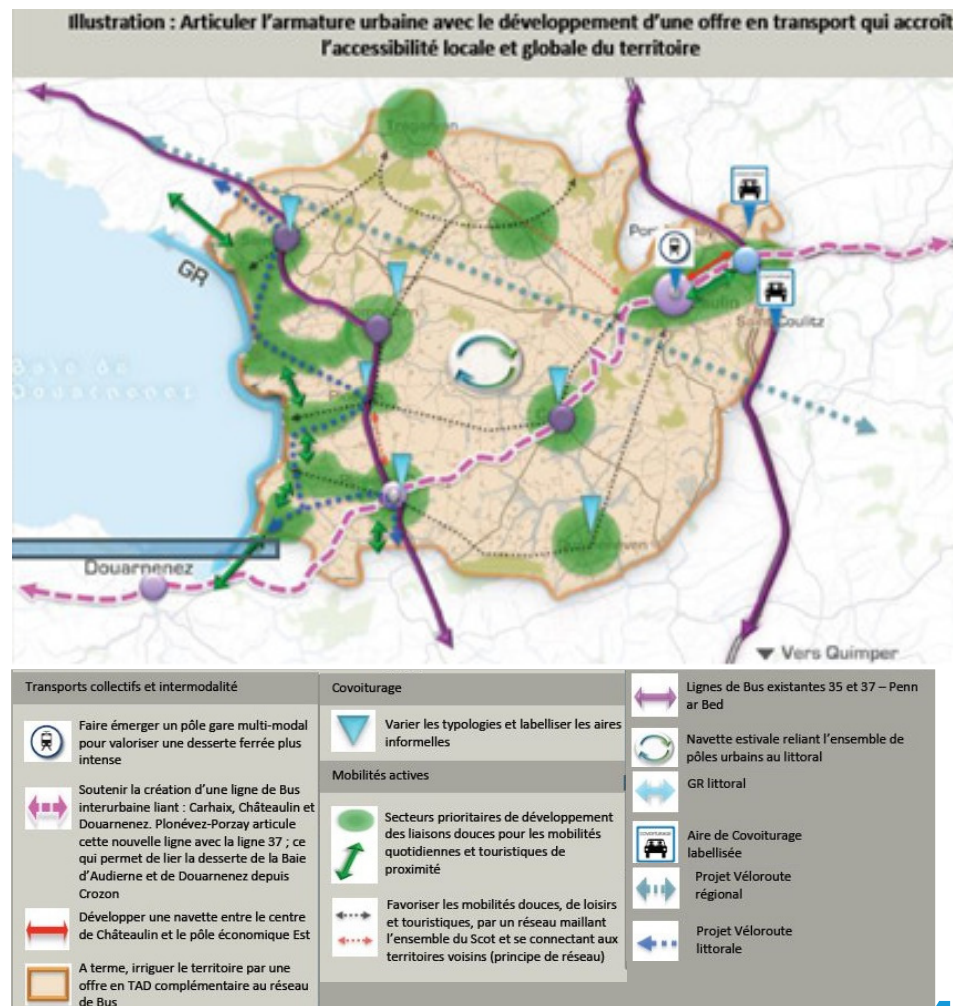 Illustration : Articuler l’armature urbaine avec le développement d’une offre en transport qui accroît
l’accessibilité locale et globale du territoire
GR
Baie de
Douarnenez
Douarnenez
Vers Quimper
Transports collectifs et intermodalité
Faire émerger un pôle gare multi-modal
pour valoriser une desserte ferrée plus
intense
Soutenir la création d’une ligne de Bus
interurbaine liant : Carhaix, Châteaulin et
Douarnenez. Plonévez-Porzay articule
cette nouvelle ligne avec la ligne 37 ; ce
qui permet de lier la desserte de la Baie
d’Audierne et de Douarnenez depuis
Crozon
Développer une navette entre le centre
de Châteaulin et le pôle économique Est
A terme, irriguer le territoire par une
offre en TAD complémentaire au réseau
de Bus
Covoiturage
Varier les typologies et labelliser les aires
informelles
Mobilités actives
Secteurs prioritaires de développement
des liaisons douces pour les mobilités
quotidiennes et touristiques de
proximité
Favoriser les mobilités douces, de loisirs
et touristiques, par un réseau maillant
l’ensemble du Scot et se connectant aux
territoires voisins (principe de réseau)
Lignes de Bus existantes 35 et 37 – Penn
ar Bed
Navette estivale reliant l’ensemble de
pôles urbains au littoral
GR littoral
COVOITURAGE
Aire de Covoiturage
labellisée
Projet Véloroute
régional
Projet Véloroute
littorale